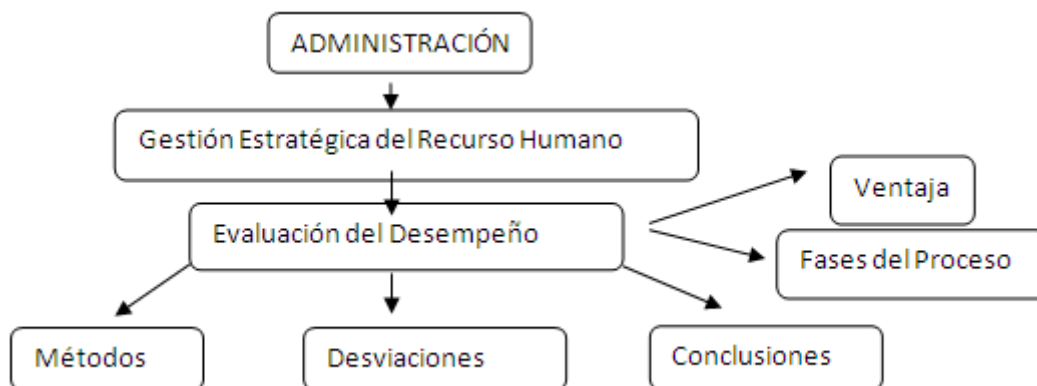 ADMINISTRACIÓN
Gestión Estratégica del Recurso Humano
Ventaja
Evaluación del Desempeño
Fases del Proceso
Métodos
Desviaciones
Conclusiones